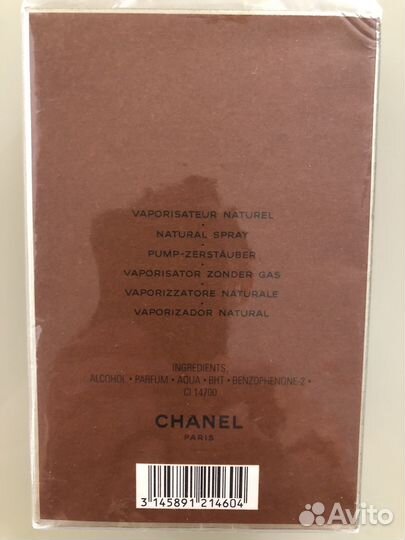 VAPORISATEUR NATUREL
•
NATURAL SPRAY
•
PUMP-ZERSTÄUBER
•
VAPORISATOR ZONDER GAS
•
VAPORIZZATORE NATURALE
•
VAPORIZADOR NATURAL
INGREDIENTS,
ALCOHOL • PARFUM • AQUA • BHT • BENZOPHENONE-2 •
CI 14700
CHANEL
PARIS
3 145891 214604
Avito